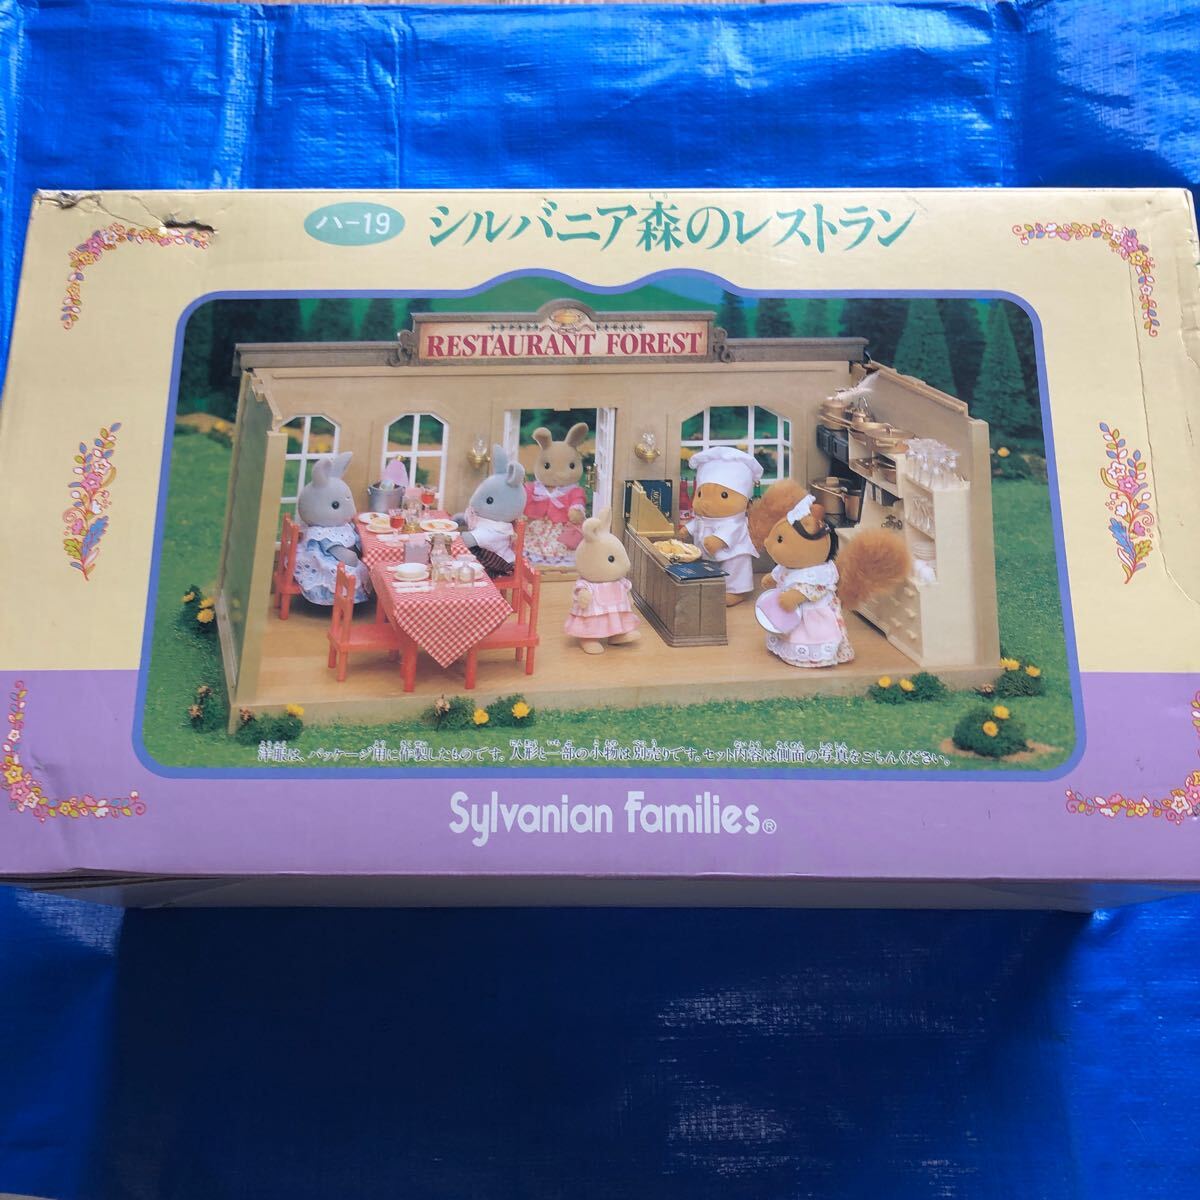 ハ-19 シルバニア森のレストラン
RESTAURANT FOREST
MENU
洋服は、パッケージ用に作製したものです。人形と一部の小物は別売りです。セット内容は側面の写真をごらんください。
Sylvanian Families®